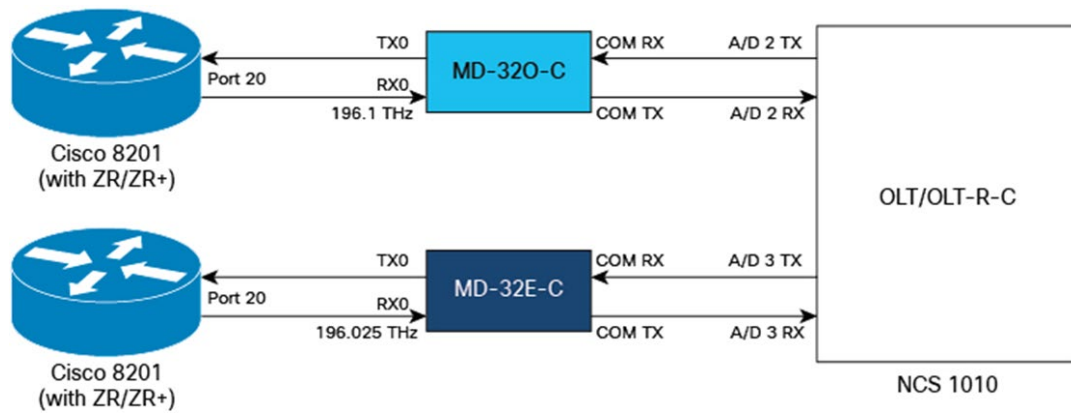 TX0
COM RX
A/D 2 TX
Port 20
MD-32O-C
RX0
196.1 THz
COM TX
A/D 2 RX
Cisco 8201
(with ZR/ZR+)
OLT/OLT-R-C
TX0
COM RX
A/D 3 TX
Port 20
MD-32E-C
RX0
196.025 THz
COM TX
A/D 3 RX
Cisco 8201
(with ZR/ZR+)
NCS 1010